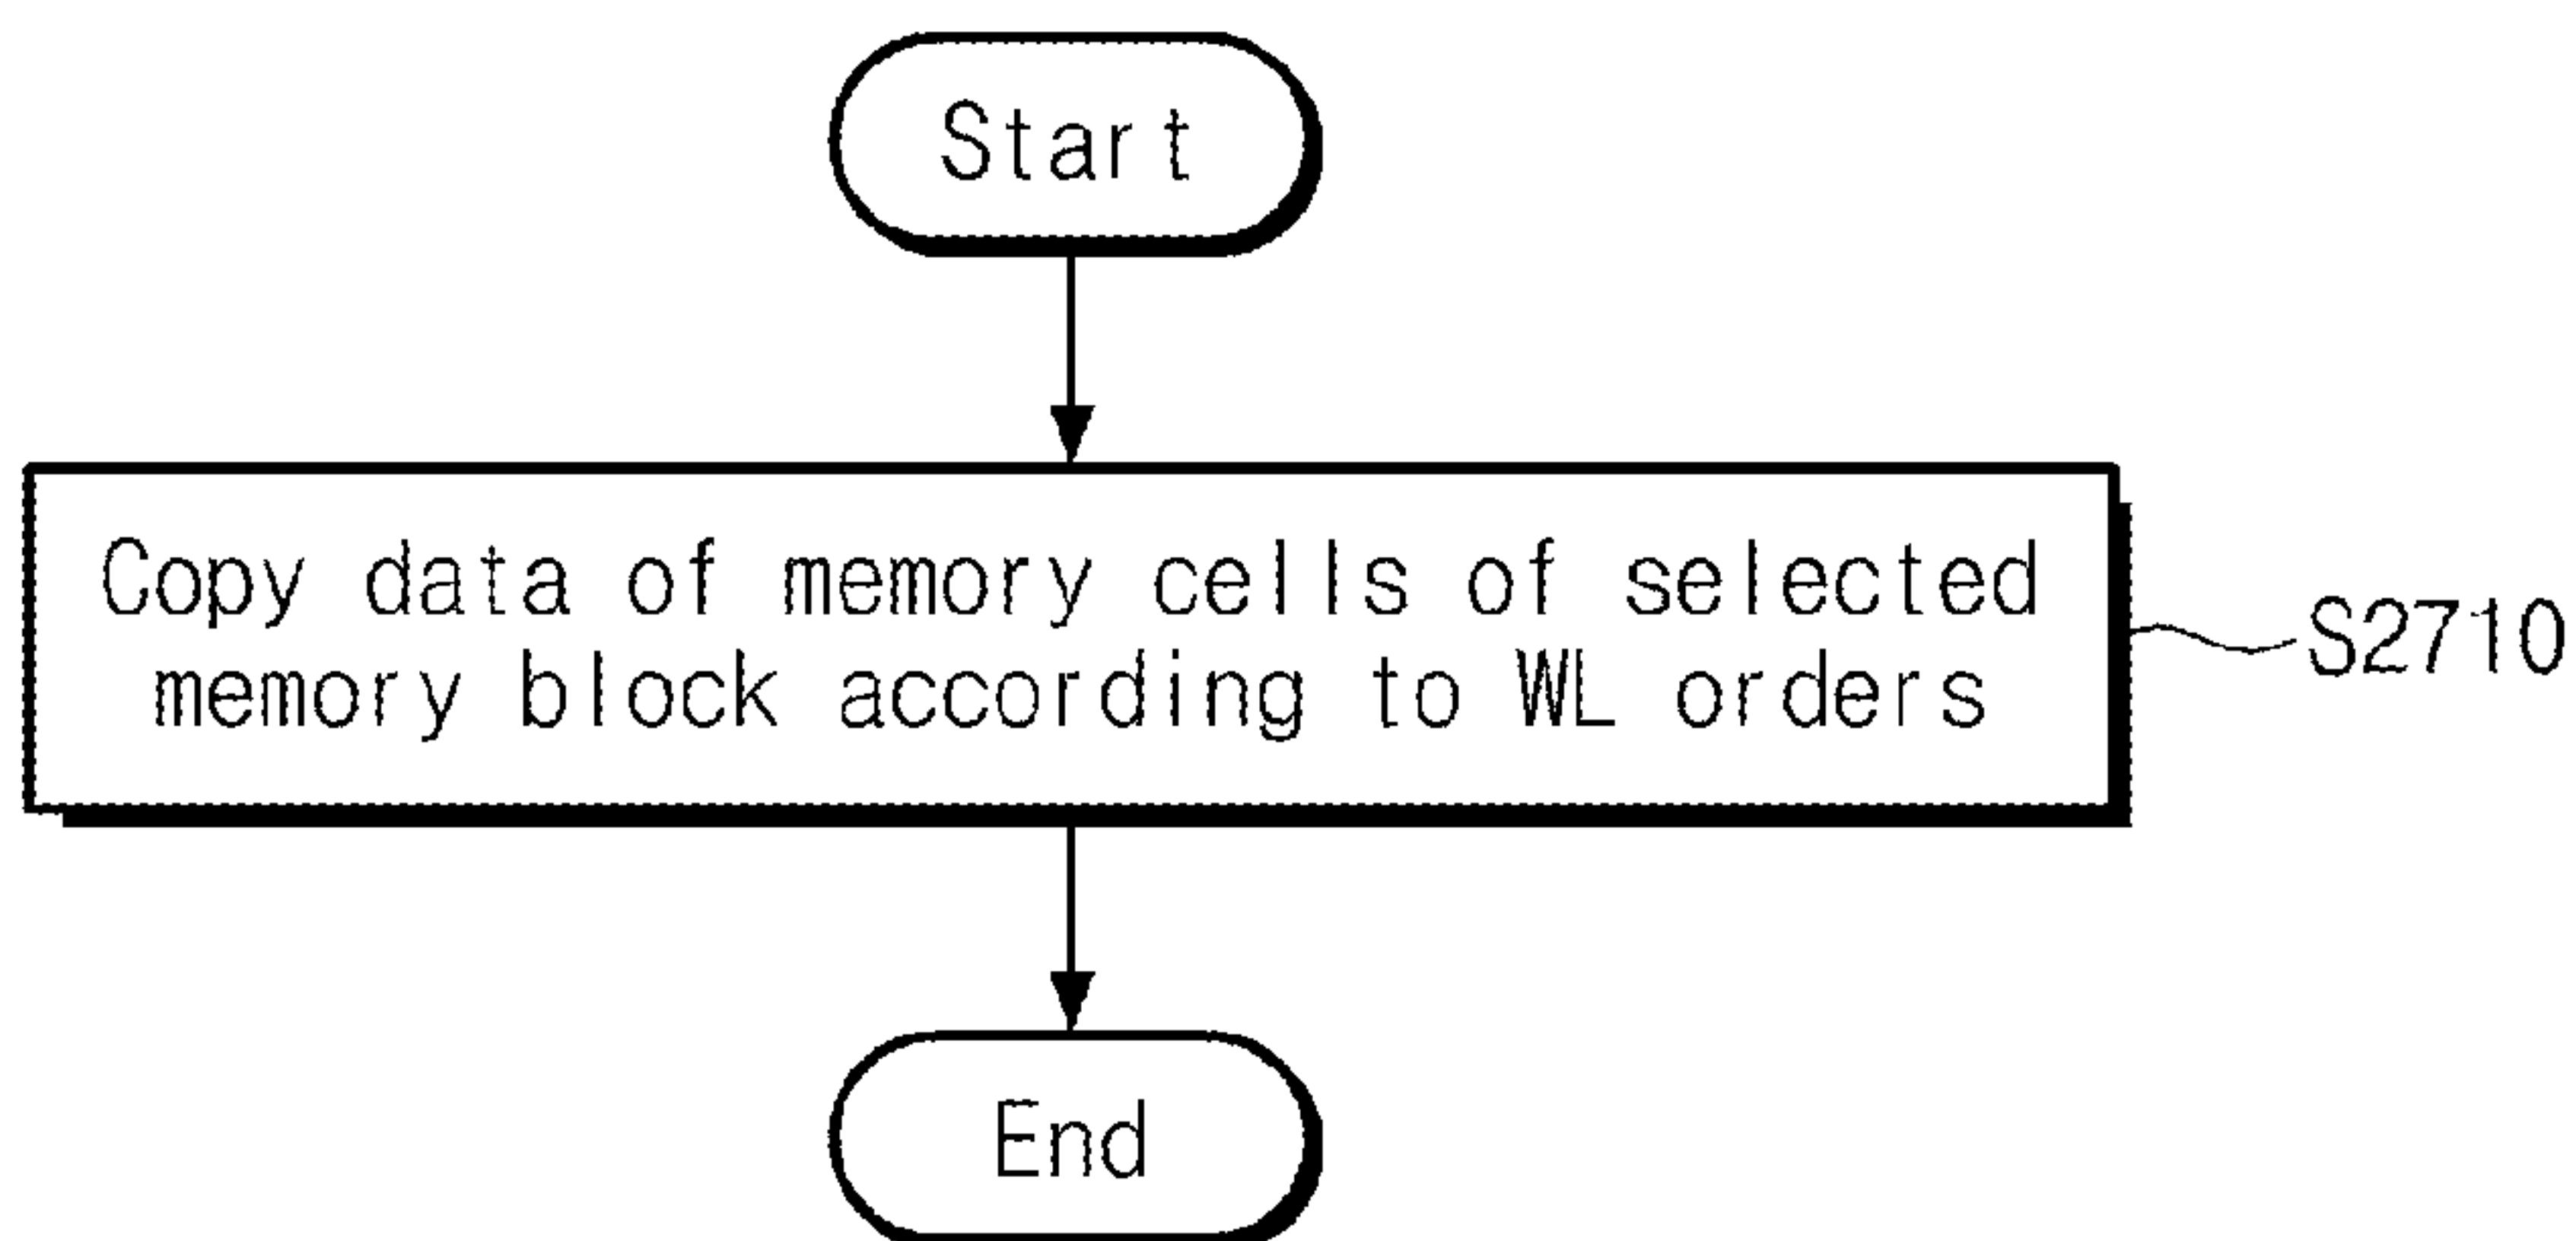 Start
Copy data of memory cells of selected
memory block according to WL orders
S2710
End